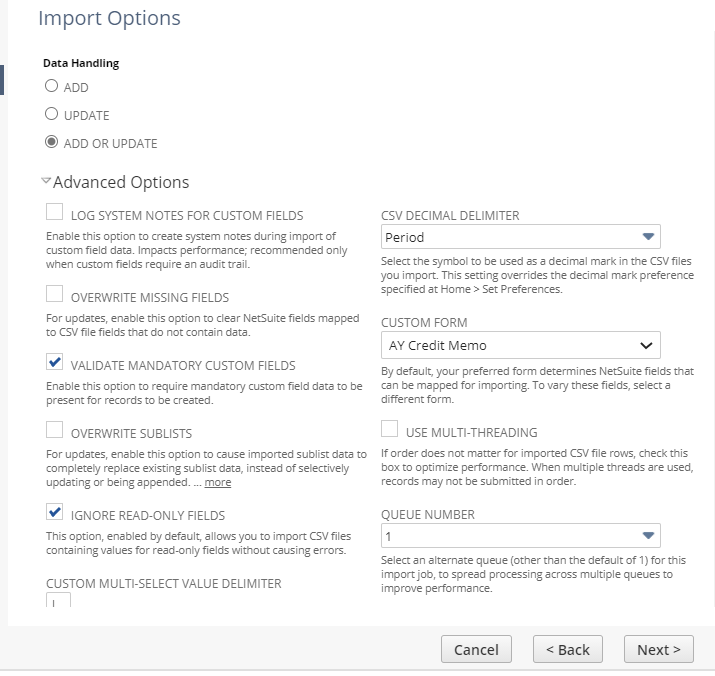 Import Options
Data Handling
ADD
UPDATE
ADD OR UPDATE
Advanced Options
LOG SYSTEM NOTES FOR CUSTOM FIELDS
Enable this option to create system notes during import of
custom field data. Impacts performance; recommended only
when custom fields require an audit trail.
OVERWRITE MISSING FIELDS
For updates, enable this option to clear NetSuite fields mapped
to CSV file fields that do not contain data.
VALIDATE MANDATORY CUSTOM FIELDS
Enable this option to require mandatory custom field data to be
present for records to be created.
OVERWRITE SUBLISTS
For updates, enable this option to cause imported sublist data to
completely replace existing sublist data, instead of selectively
updating or being appended. ... more
IGNORE READ-ONLY FIELDS
This option, enabled by default, allows you to import CSV files
containing values for read-only fields without causing errors.
CUSTOM MULTI-SELECT VALUE DELIMITER
|
CSV DECIMAL DELIMITER
Period
Select the symbol to be used as a decimal mark in the CSV files
you import. This setting overrides the decimal mark preference
specified at Home > Set Preferences.
CUSTOM FORM
AY Credit Memo
By default, your preferred form determines NetSuite fields that
can be mapped for importing. To vary these fields, select a
different form.
USE MULTI-THREADING
If order does not matter for imported CSV file rows, check this
box to optimize performance. When multiple threads are used,
records may not be submitted in order.
QUEUE NUMBER
1
Select an alternate queue (other than the default of 1) for this
import job, to spread processing across multiple queues to
improve performance.
Cancel
< Back
Next >